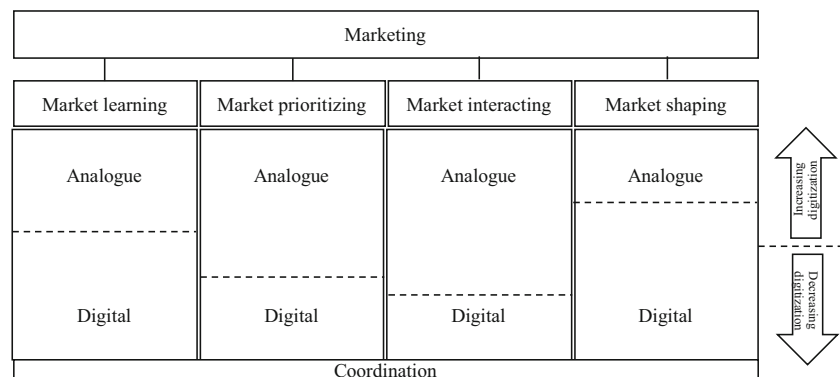 Marketing
Market learning
Market prioritizing
Market interacting
Market shaping
Analogue
Analogue
Analogue
Analogue
Increasing
digitization
Digital
Digital
Digital
Digital
Decreasing
digitization
Coordination